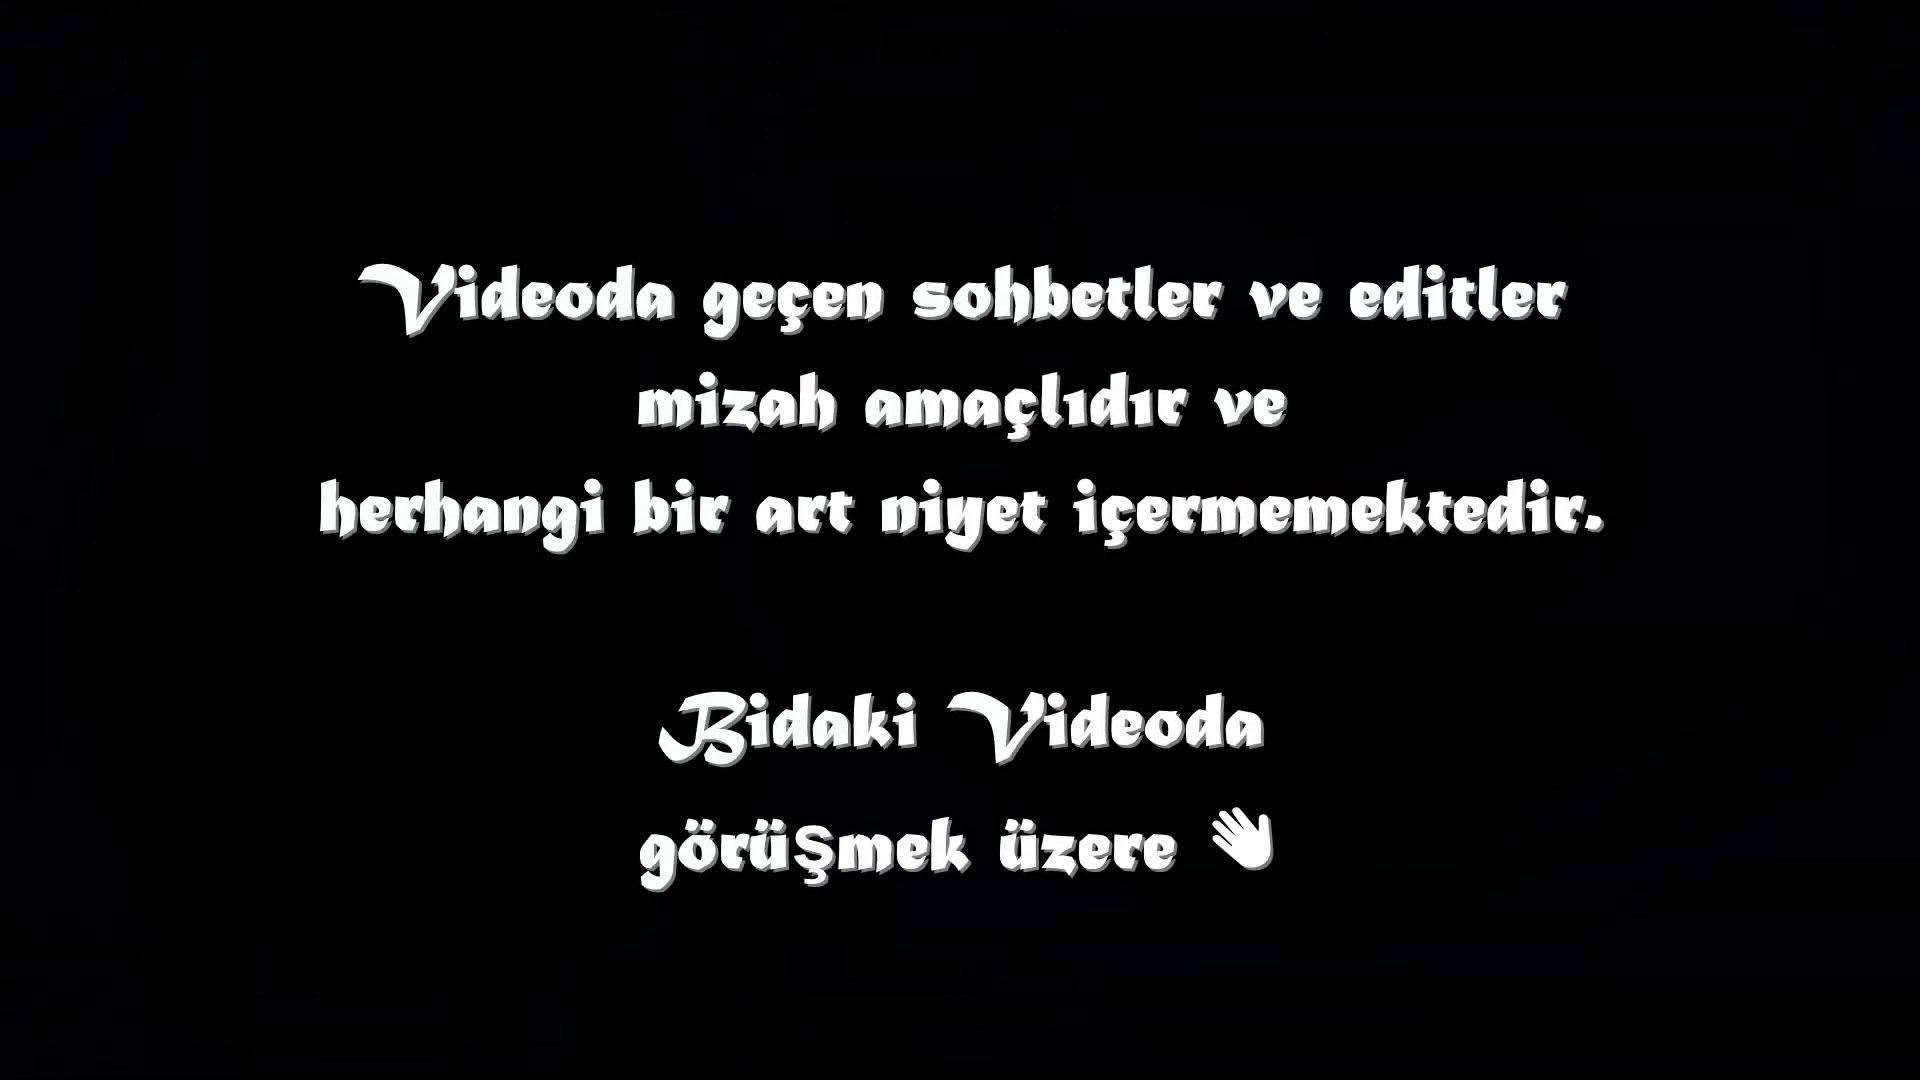 Videoda geçen sohbetler ve editler
mizah amaçlıdır ve
herhangi bir art niyet içermemektedir.
Bidaki Videoda
görüşmek üzere 👋